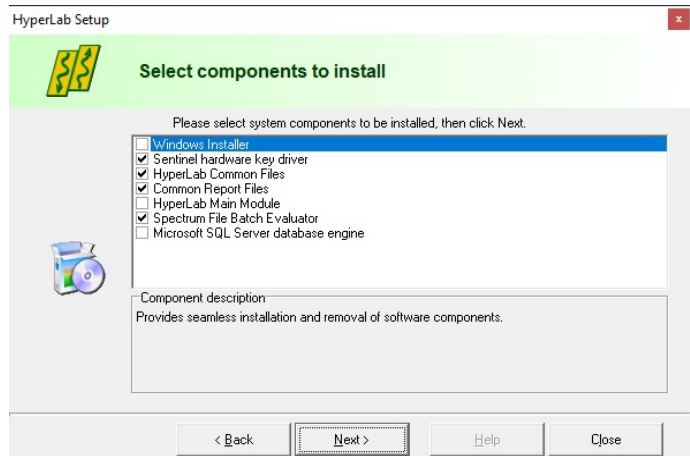 HyperLab Setup
x
Select components to install
Please select system components to be installed, then click Next.
Windows Installer
Sentinel hardware key driver
HyperLab Common Files
Common Report Files
HyperLab Main Module
Spectrum File Batch Evaluator
Microsoft SQL Server database engine
Component description
Provides seamless installation and removal of software components.
< Back Next > Help Close